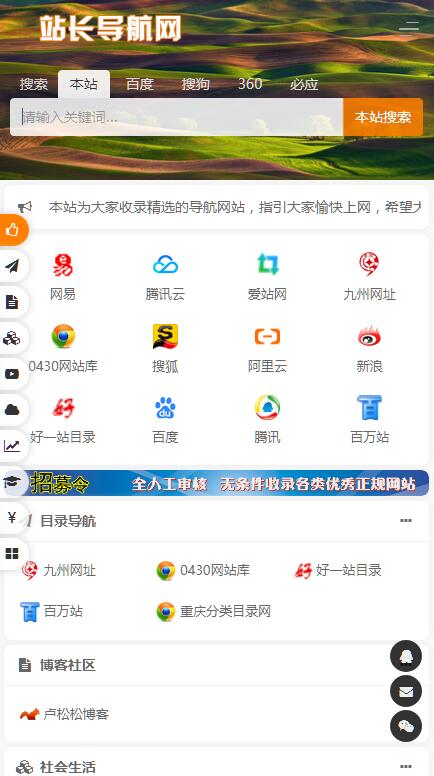 站长导航网
搜索 本站 百度 搜狗 360 必应
请输入关键词... 本站搜索
本站为大家收录精选的导航网站，指引大家愉快上网，希望大
网易 腾讯云 爱站网 九州网址
0430网站库 搜狐 阿里云 新浪
好一站目录 百度 腾讯 百万站
招募令 全人工审核 无条件收录各类优秀正规网站
目录导航
九州网址 0430网站库 好一站目录
百万站 重庆分类目录网
博客社区
卢松松博客
社会生活